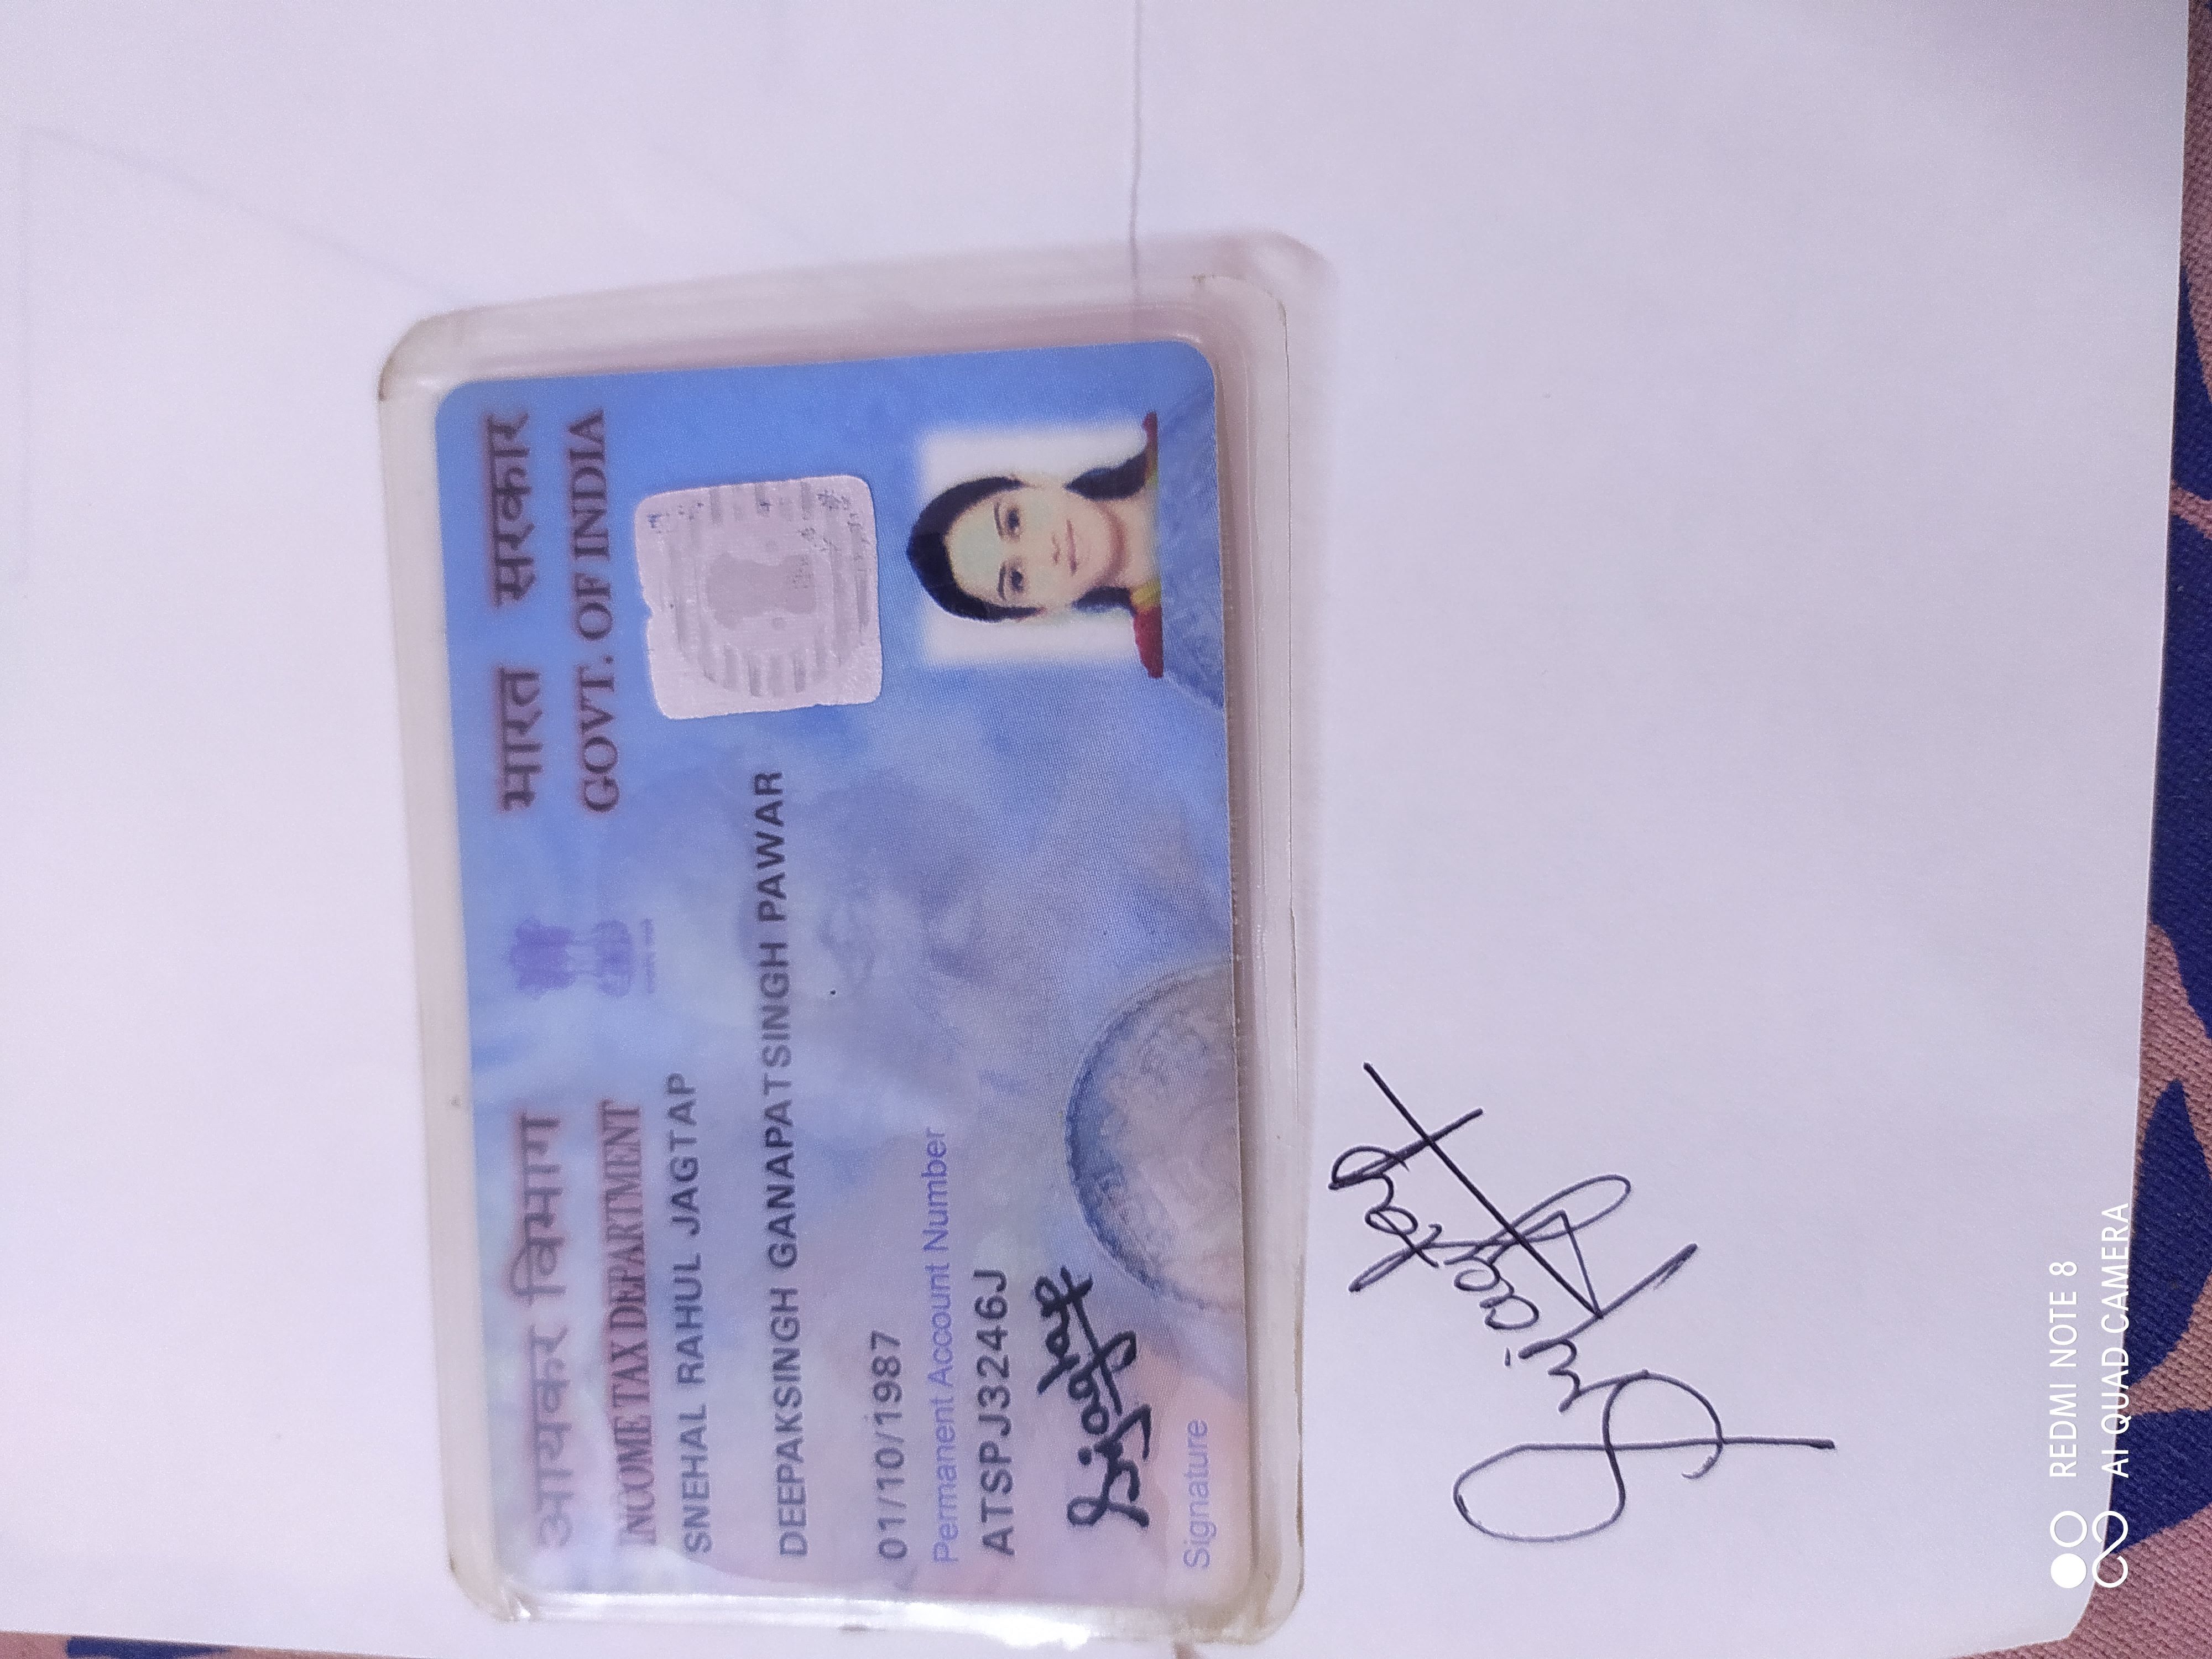 आयकर विभाग
INCOME TAX DEPARTMENT
भारत सरकार
GOVT. OF INDIA
SNEHAL RAHUL JAGTAP
DEEPAKSINGH GANAPATSINGH PAWAR
01/10/1987
Permanent Account Number
ATSPJ3246J
Signature
REDMI NOTE 8
AI QUAD CAMERA